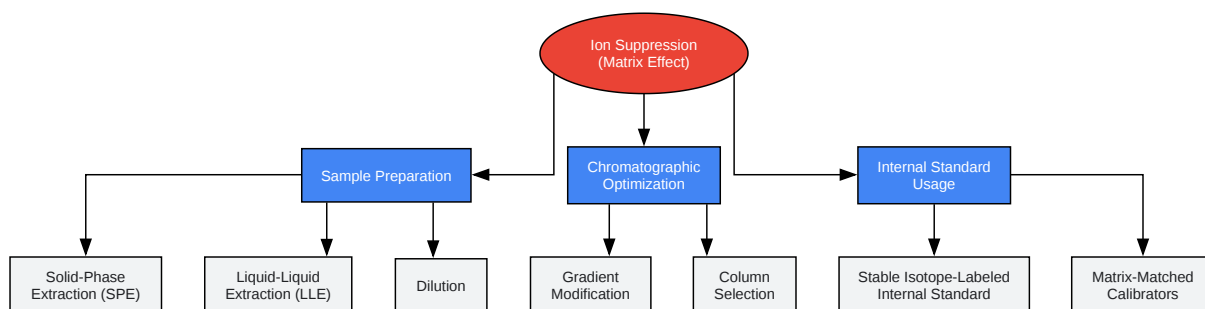 Ion Suppression
(Matrix Effect)
Sample Preparation
Chromatographic
Optimization
Internal Standard
Usage
Solid-Phase
Extraction (SPE)
Liquid-Liquid
Extraction (LLE)
Dilution
Gradient
Modification
Column
Selection
Stable Isotope-Labeled
Internal Standard
Matrix-Matched
Calibrators